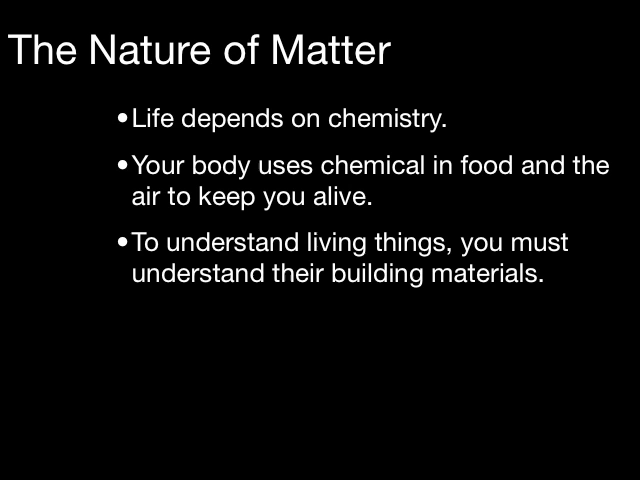 The Nature of Matter
•Life depends on chemistry.
•Your body uses chemical in food and the
air to keep you alive.
•To understand living things, you must
understand their building materials.